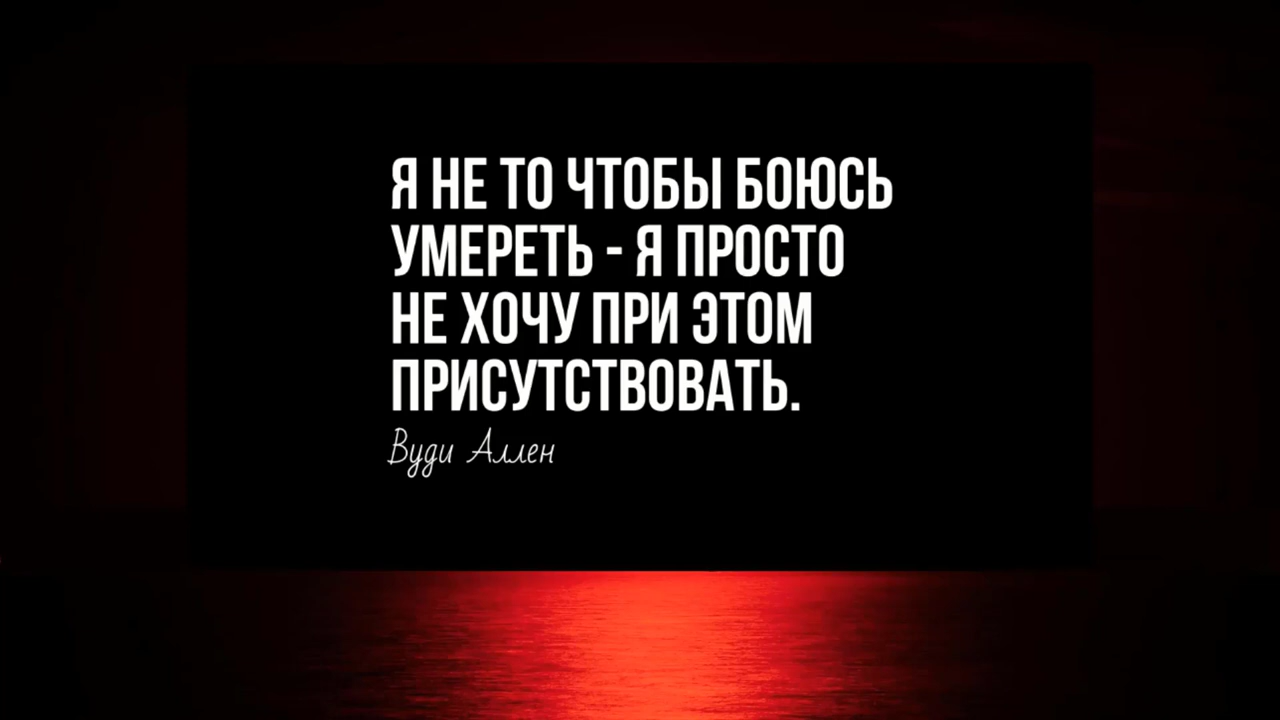 Я НЕ ТО ЧТОБЫ БОЮСЬ
УМЕРЕТЬ - Я ПРОСТО
НЕ ХОЧУ ПРИ ЭТОМ
ПРИСУТСТВОВАТЬ.
Вуди Аллен